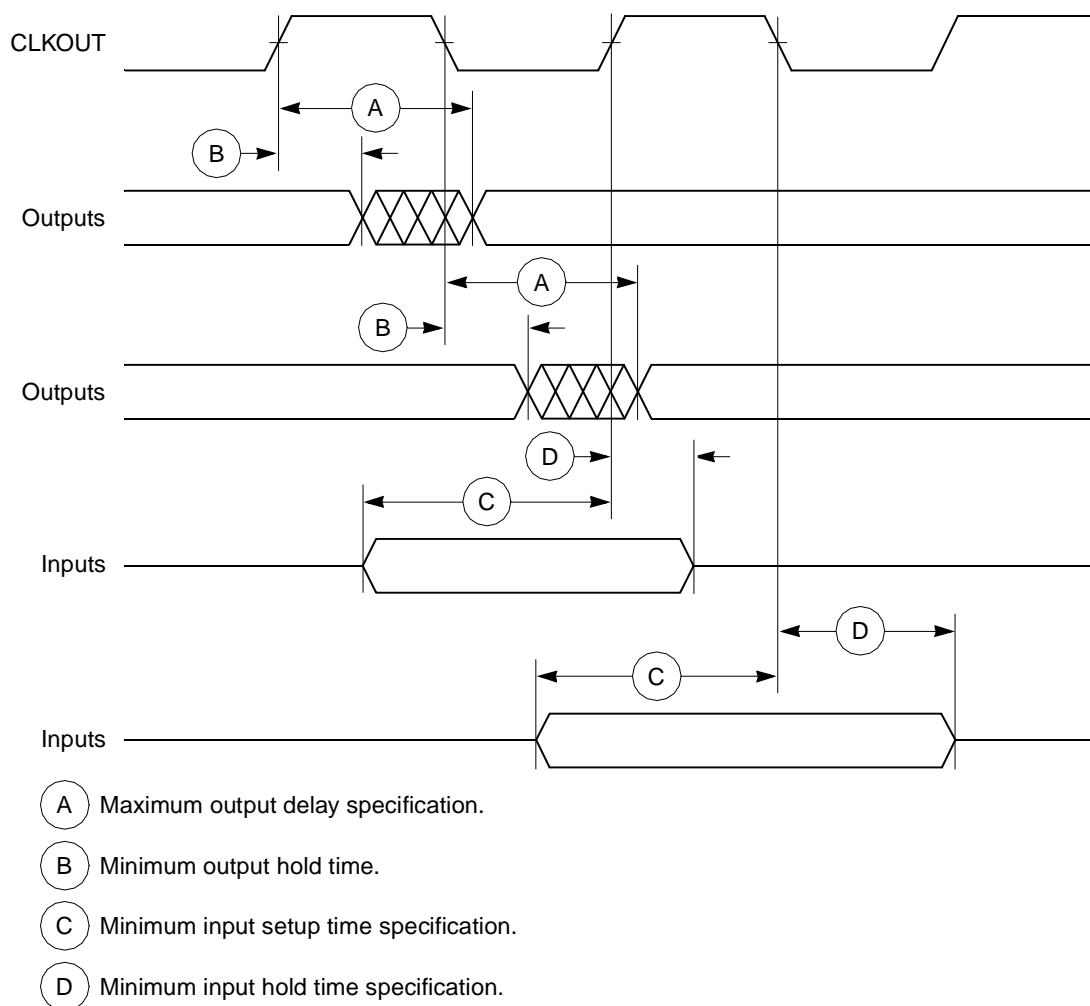 CLKOUT
A
B
Outputs
A
B
Outputs
D
C
Inputs
D
C
Inputs
A Maximum output delay specification.
B Minimum output hold time.
C Minimum input setup time specification.
D Minimum input hold time specification.